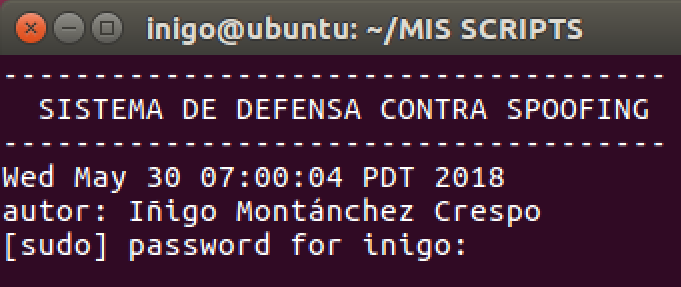 inigo@ubuntu: ~/MIS SCRIPTS
-------------------------------------
SISTEMA DE DEFENSA CONTRA SPOOFING
-------------------------------------
Wed May 30 07:00:04 PDT 2018
autor: Iñigo Montánchez Crespo
[sudo] password for inigo: